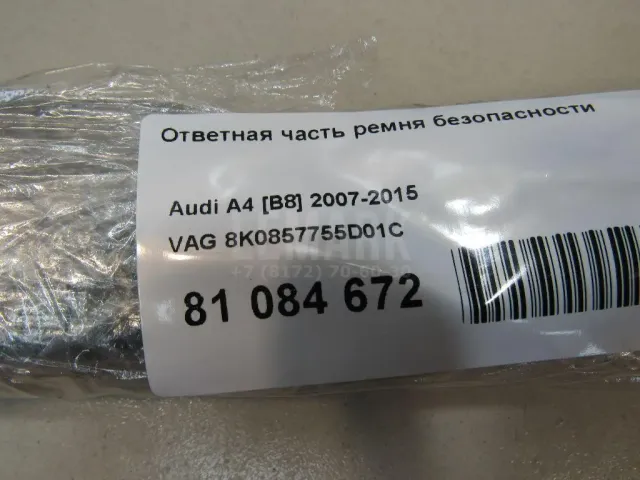 Ответная часть ремня безопасности
Audi A4 [B8] 2007-2015
VAG 8K0857755D01C
81 084 672